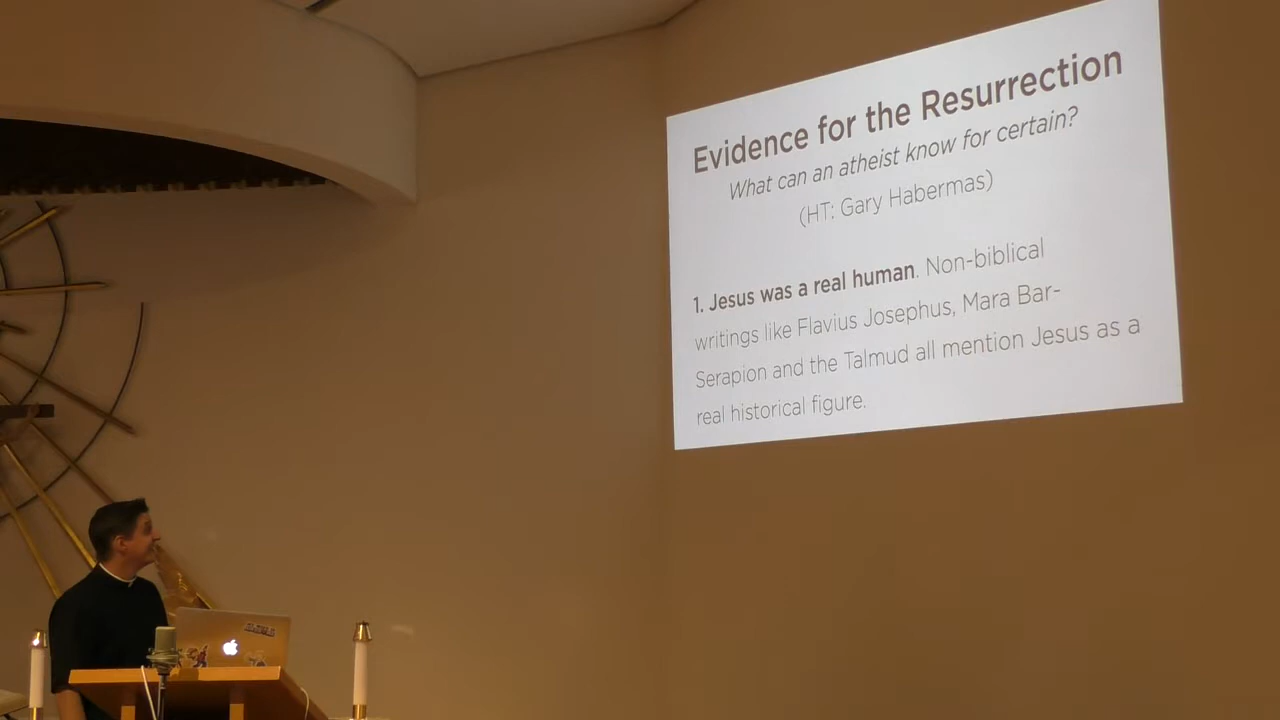 Evidence for the Resurrection
What can an atheist know for certain?
(HT: Gary Habermas)
1. Jesus was a real human. Non-biblical
writings like Flavius Josephus, Mara Bar-
Serapion and the Talmud all mention Jesus as a
real historical figure.